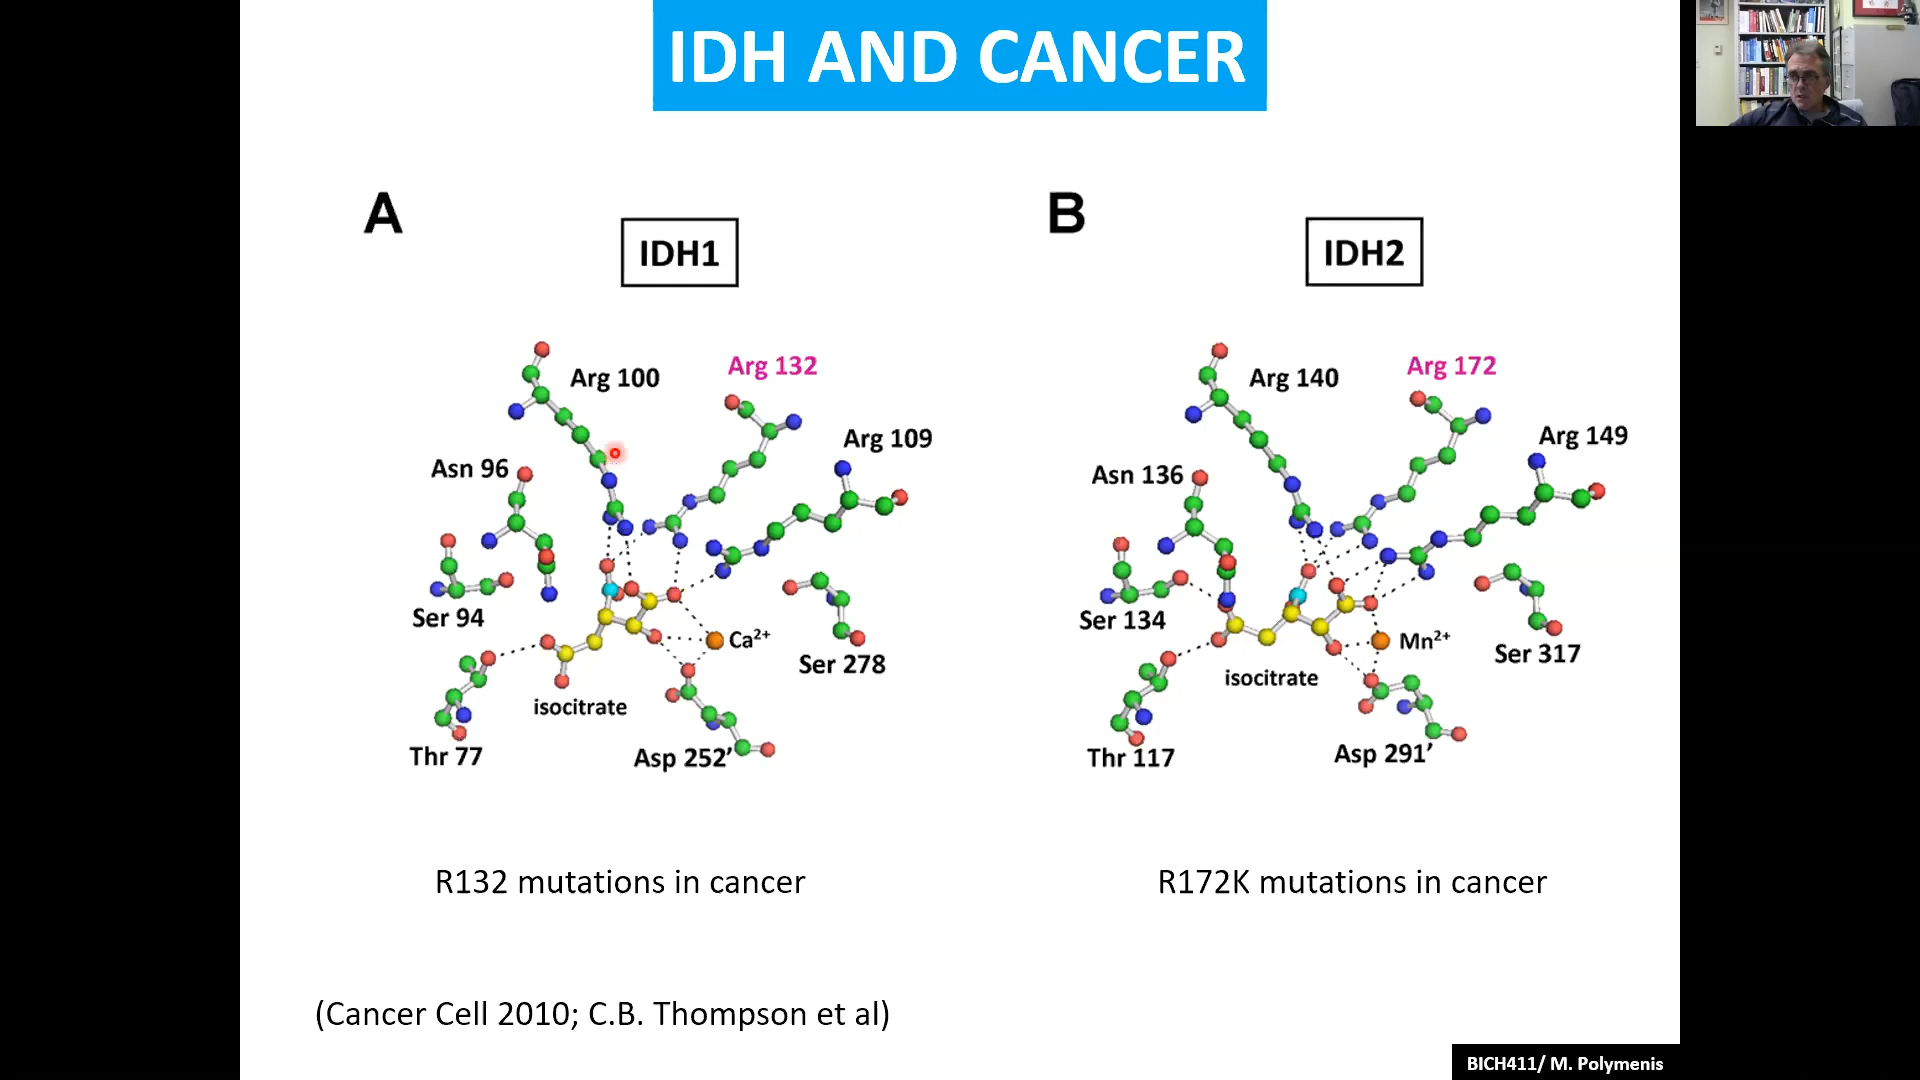 IDH AND CANCER
A
IDH1
Arg 100
Arg 132
Arg 109
Asn 96
Ser 94
Ca²⁺
Ser 278
isocitrate
Thr 77
Asp 252’
R132 mutations in cancer
B
IDH2
Arg 140
Arg 172
Arg 149
Asn 136
Ser 134
Mn²⁺
Ser 317
isocitrate
Thr 117
Asp 291’
R172K mutations in cancer
(Cancer Cell 2010; C.B. Thompson et al)
BICH411/ M. Polymenis